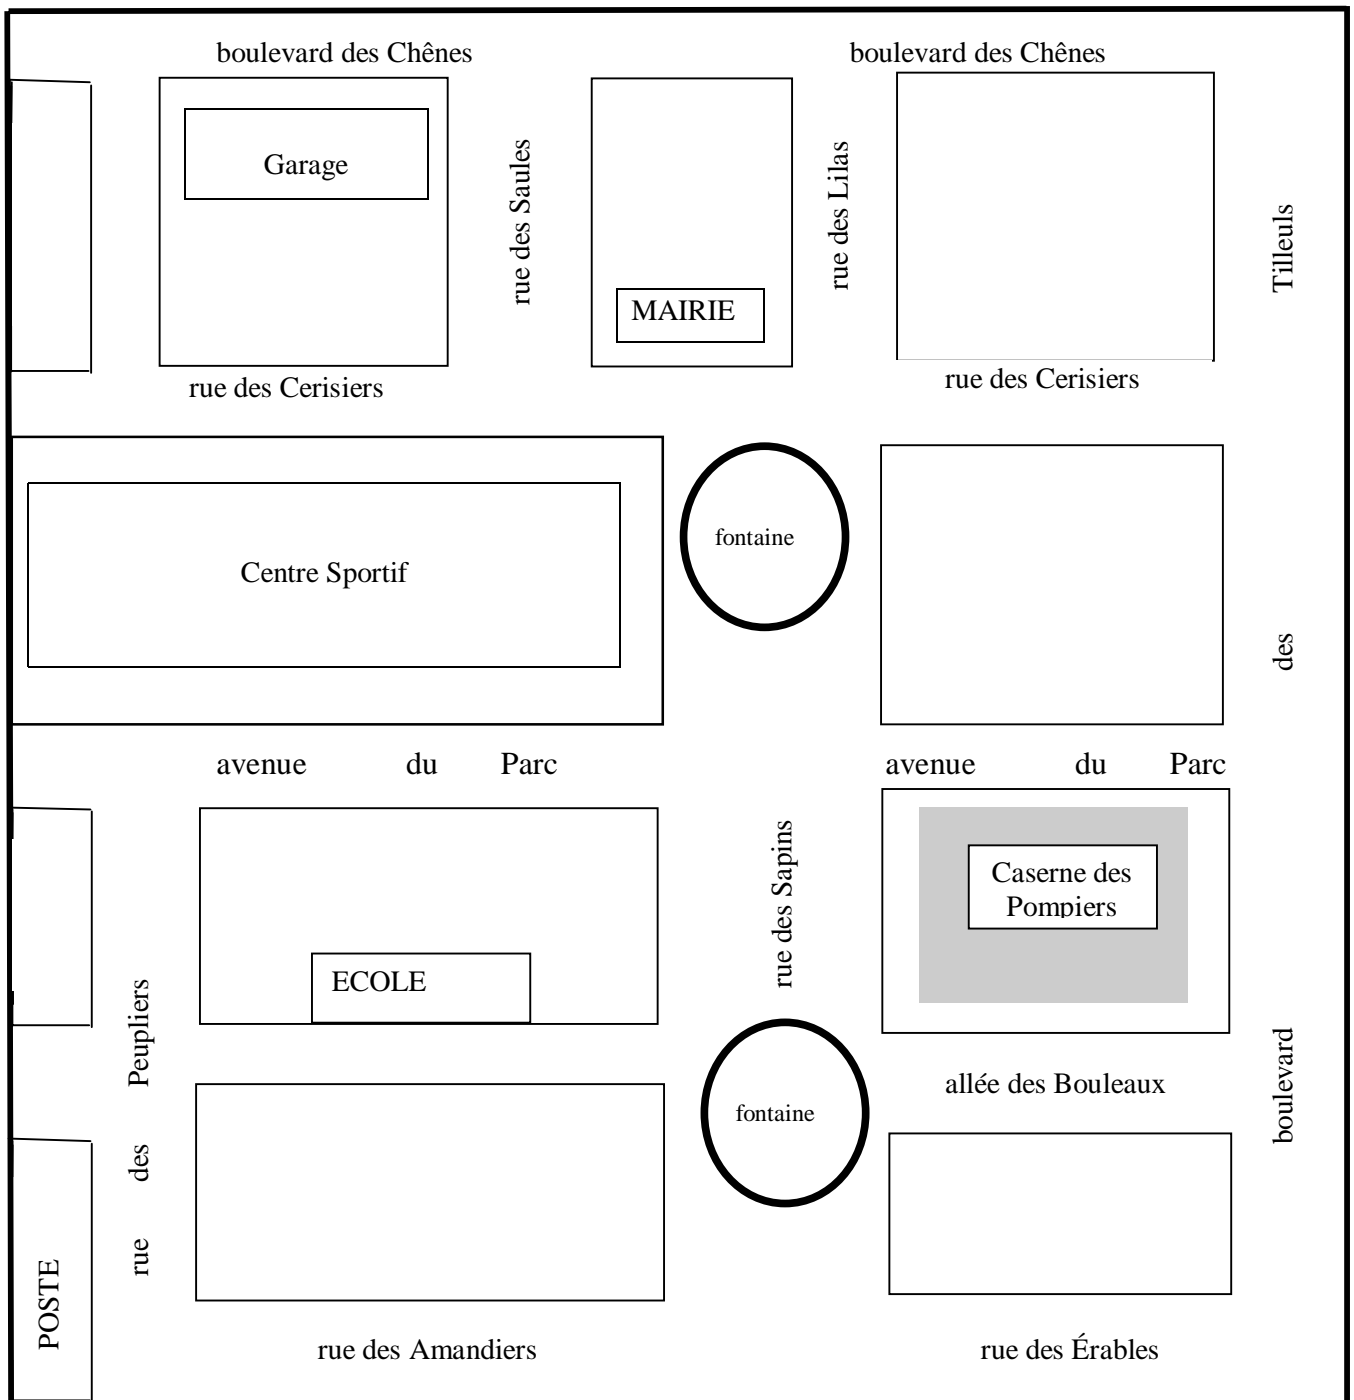 boulevard des Chênes
boulevard des Chênes
Garage
rue des Saules
MAIRIE
rue des Lilas
rue des Cerisiers
rue des Cerisiers
Centre Sportif
fontaine
avenue du Parc
avenue du Parc
rue des Sapins
Caserne des
Pompiers
ECOLE
rue des Peupliers
fontaine
allée des Bouleaux
boulevard des Tilleuls
POSTE
rue des Amandiers
rue des Érables